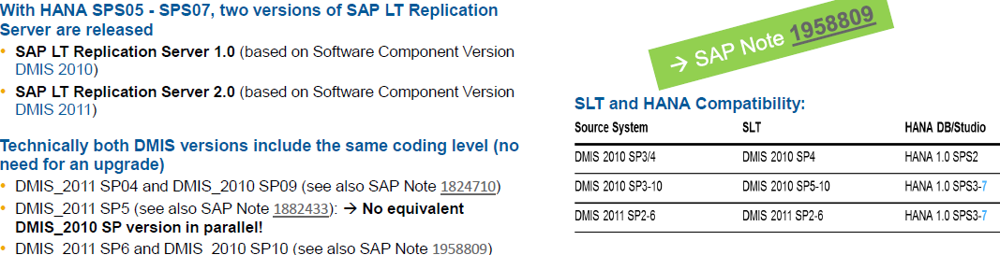 With HANA SPS05 - SPS07, two versions of SAP LT Replication
Server are released
• SAP LT Replication Server 1.0 (based on Software Component Version
DMIS 2010)
• SAP LT Replication Server 2.0 (based on Software Component Version
DMIS 2011)
Technically both DMIS versions include the same coding level (no
need for an upgrade)
• DMIS_2011 SP04 and DMIS_2010 SP09 (see also SAP Note 1824710)
• DMIS_2011 SP5 (see also SAP Note 1882433): → No equivalent
DMIS_2010 SP version in parallel!
• DMIS_2011 SP6 and DMIS_2010 SP10 (see also SAP Note 1958809)
→ SAP Note 1958809
SLT and HANA Compatibility:
Source System SLT HANA DB/Studio
DMIS 2010 SP3/4 DMIS 2010 SP4 HANA 1.0 SPS2
DMIS 2010 SP3-10 DMIS 2010 SP5-10 HANA 1.0 SPS3-7
DMIS 2011 SP2-6 DMIS 2011 SP2-6 HANA 1.0 SPS3-7